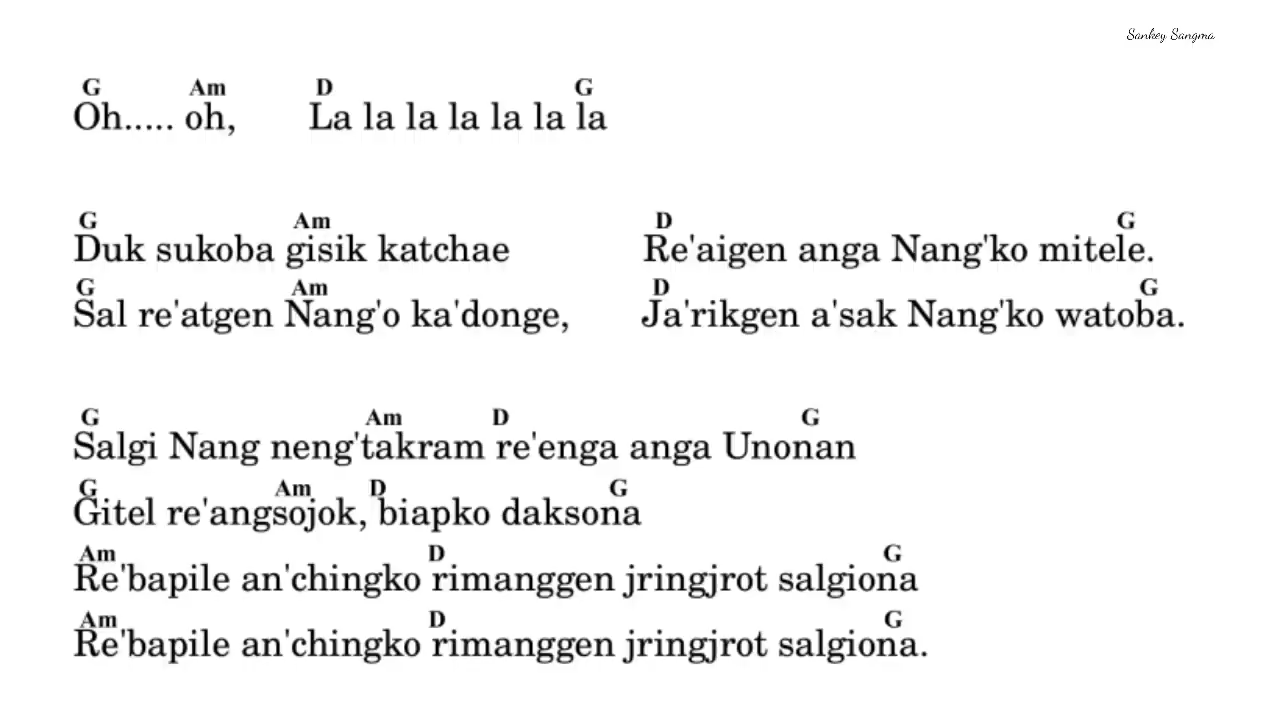 Sankey Sangma
G Am D G
Oh..... oh, La la la la la la la
G Am D G
Duk sukoba gisik katchae Re'aigen anga Nang'ko mitele.
G Am D G
Sal re'atgen Nang'o ka'donge, Ja'rikgen a'sak Nang'ko watoba.
G Am D G
Salgi Nang neng'takram re'enga anga Unonan
G Am D G
Gitel re'angsojok, biapko daksona
Am D G
Re'bapile an'chingko rimanggen jringjrot salgiona
Am D G
Re'bapile an'chingko rimanggen jringjrot salgiona.